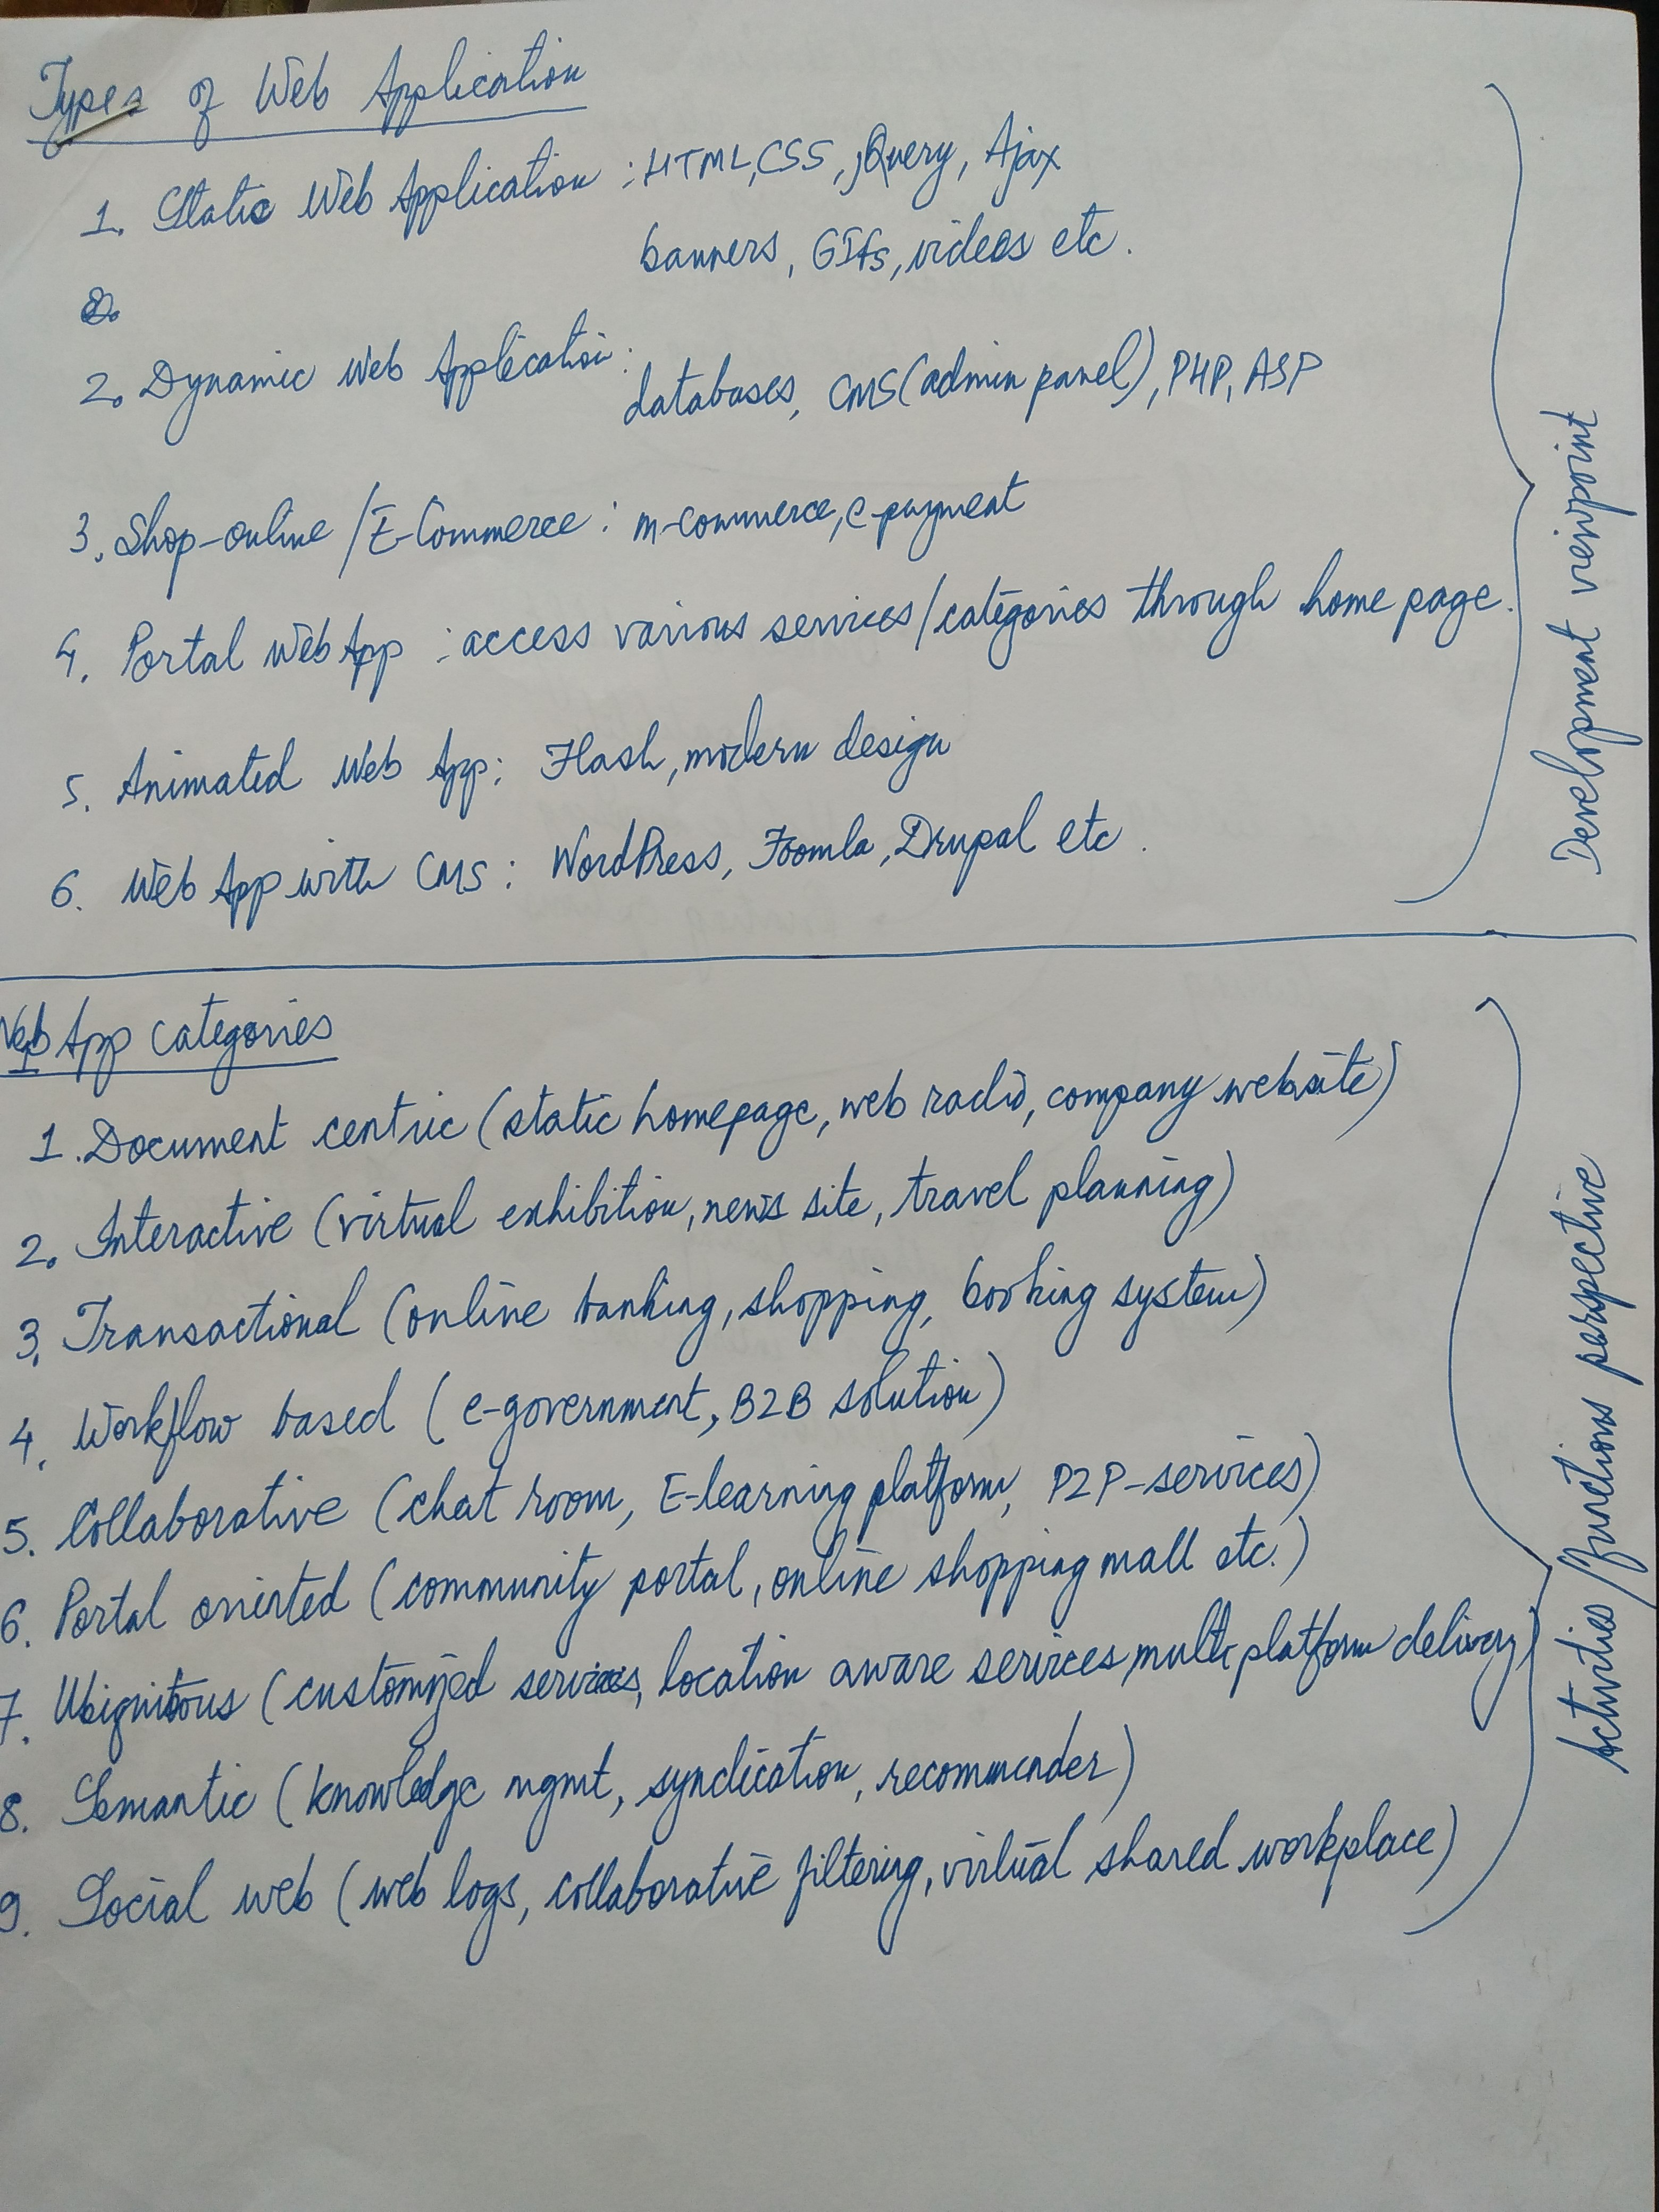 Types of Web Application
1. Static Web Application : HTML, CSS, jQuery, Ajax
banners, GIFs, videos etc.
2. Dynamic Web Application :
databases, CMS (admin panel), PHP, ASP
3. Shop-online / E-Commerce : m-commerce, e-payment
4. Portal Web App : access various services/categories through home page.
5. Animated Web App : Flash, modern design
6. Web App with CMS : WordPress, Joomla, Drupal etc.
Development viewpoint
Web App Categories
1. Document centric (static homepage, web radio, company website)
2. Interactive (virtual exhibition, news site, travel planning)
3. Transactional (online banking, shopping, booking system)
4. Workflow based (e-government, B2B solution)
5. Collaborative (chat room, E-learning platform, P2P-services)
6. Portal oriented (community portal, online shopping mall etc.)
7. Ubiquitous (customized services, location aware services, multi platform delivery)
8. Semantic (knowledge mgmt, syndication, recommender)
9. Social web (web logs, collaborative filtering, virtual shared workplace)
Activities / functions perspective